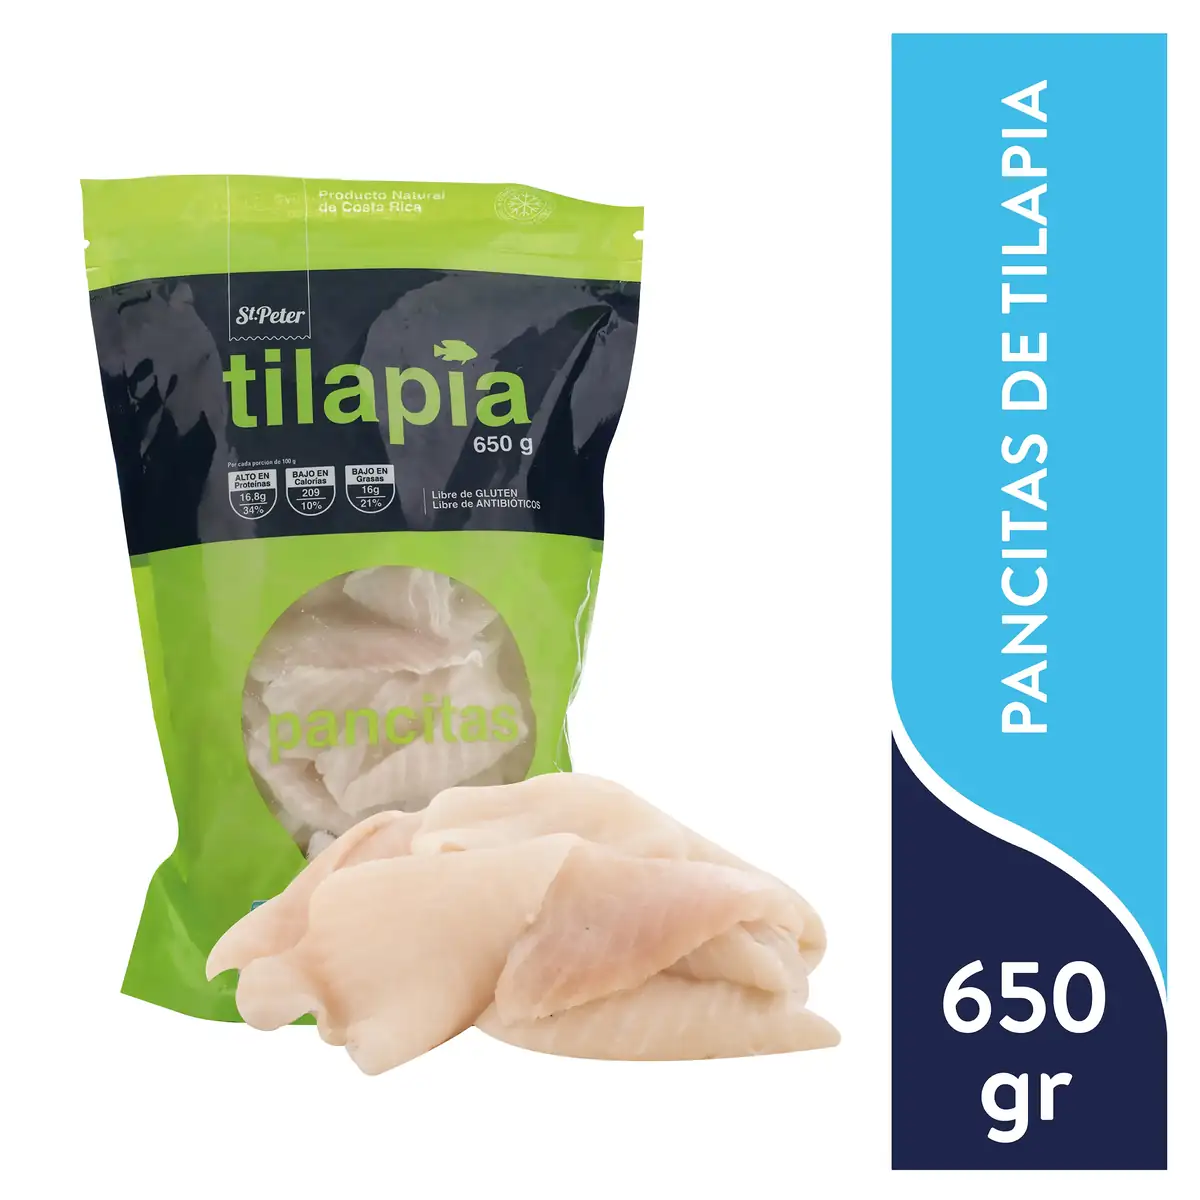 Producto Natural
de Costa Rica
St.Peter
tilapia
650 g
Por cada porción de 100 g
ALTO EN
Proteínas
16,8g
34%
BAJO EN
Calorías
209
10%
BAJO EN
Grasas
16g
21%
Libre de GLUTEN
Libre de ANTIBIÓTICOS
pancitas
PANCITAS DE TILAPIA
650
gr